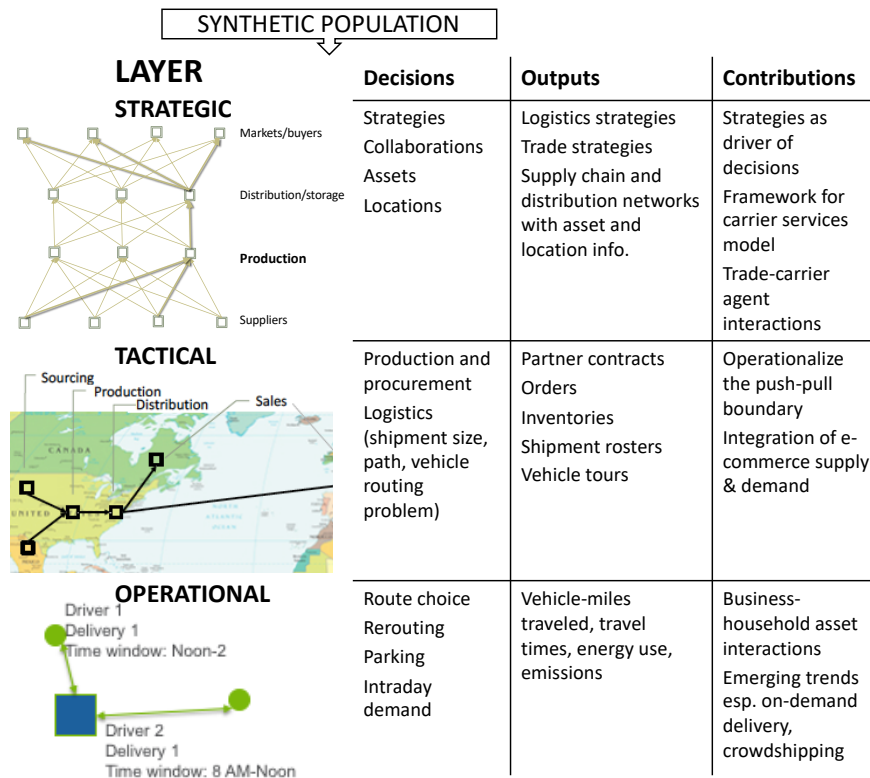 SYNTHETIC POPULATION
LAYER
Decisions
Outputs
Contributions
STRATEGIC
Markets/buyers
Distribution/storage
Production
Suppliers
Strategies
Collaborations
Assets
Locations
Logistics strategies
Trade strategies
Supply chain and
distribution networks
with asset and
location info.
Strategies as
driver of
decisions
Framework for
carrier services
model
Trade-carrier
agent
interactions
TACTICAL
Sourcing
Production
Distribution
Sales
CANADA
UNITED
NORTH
ATLANTIC
OCEAN
MEXICO
Production and
procurement
Logistics
(shipment size,
path, vehicle
routing
problem)
Partner contracts
Orders
Inventories
Shipment rosters
Vehicle tours
Operationalize
the push-pull
boundary
Integration of e-
commerce supply
& demand
OPERATIONAL
Driver 1
Delivery 1
Time window: Noon-2
Driver 2
Delivery 1
Time window: 8 AM-Noon
Route choice
Rerouting
Parking
Intraday
demand
Vehicle-miles
traveled, travel
times, energy use,
emissions
Business-
household asset
interactions
Emerging trends
esp. on-demand
delivery,
crowdshipping